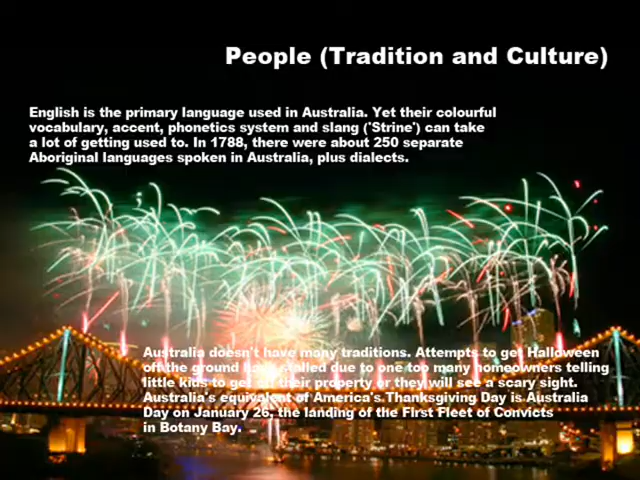 People (Tradition and Culture)
English is the primary language used in Australia. Yet their colourful
vocabulary, accent, phonetics system and slang ('Strine') can take
a lot of getting used to. In 1788, there were about 250 separate
Aboriginal languages spoken in Australia, plus dialects.
Australia doesn't have many traditions. Attempts to get Halloween
off the ground have stalled due to one too many homeowners telling
little kids to get off their property or they will see a scary sight.
Australia's equivalent of America's Thanksgiving Day is Australia
Day on January 26, the landing of the First Fleet of Convicts
in Botany Bay.